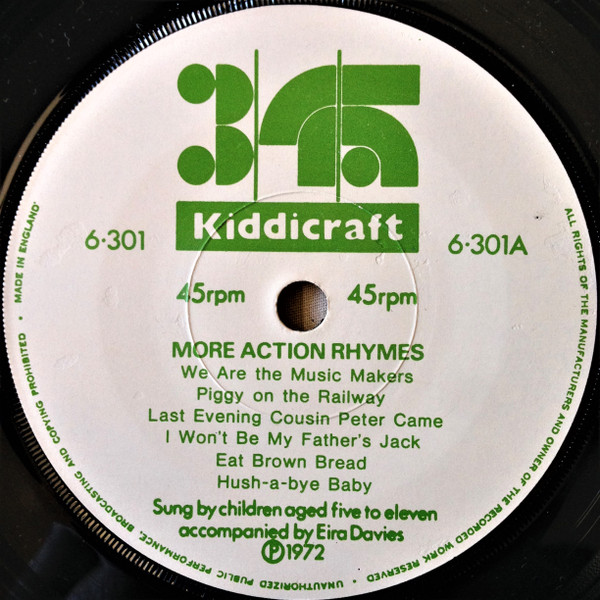 345
Kiddicraft
6·301
6·301A
45rpm
45rpm
MORE ACTION RHYMES
We Are the Music Makers
Piggy on the Railway
Last Evening Cousin Peter Came
I Won't Be My Father's Jack
Eat Brown Bread
Hush-a-bye Baby
Sung by children aged five to eleven
accompanied by Eira Davies
Ⓟ1972
ALL RIGHTS OF THE MANUFACTURERS AND OWNER OF THE RECORDED WORK RESERVED • UNAUTHORIZED PUBLIC PERFORMANCE, BROADCASTING AND COPYING PROHIBITED • MADE IN ENGLAND